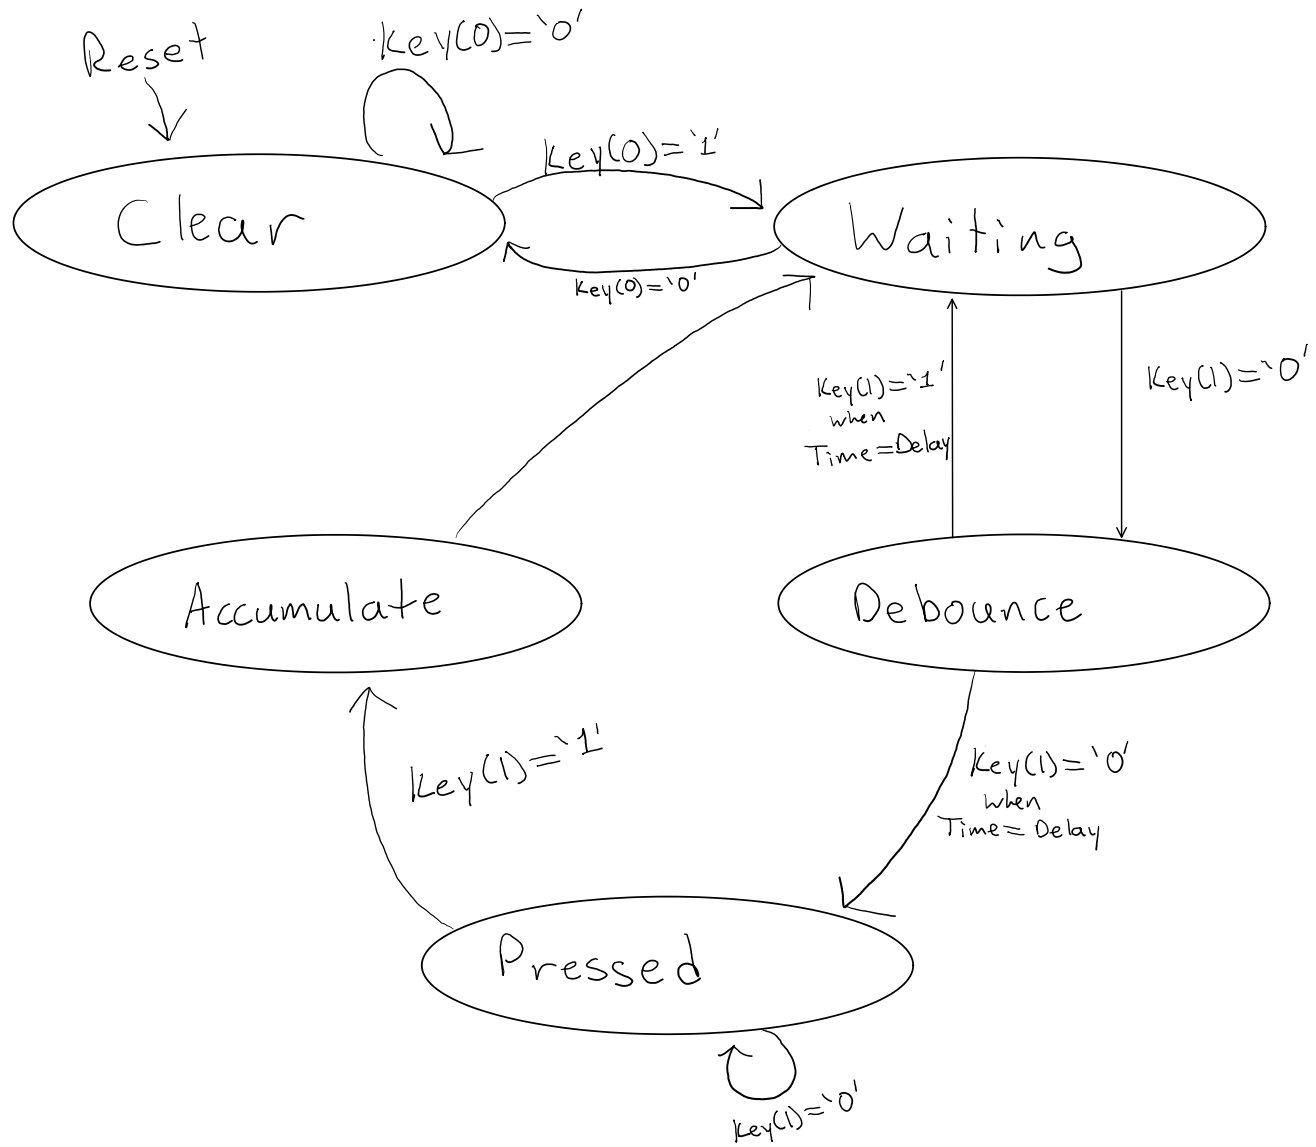 Reset
Key(0)=‵0′
Key(0)=‵1′
Clear
Waiting
Key(0)=‵0′
Key(1)=‵1′
when
Time=Delay
Key(1)=‵0′
Accumulate
Debounce
Key(1)=‵1′
Key(1)=‵0′
when
Time=Delay
Pressed
Key(1)=‵0′